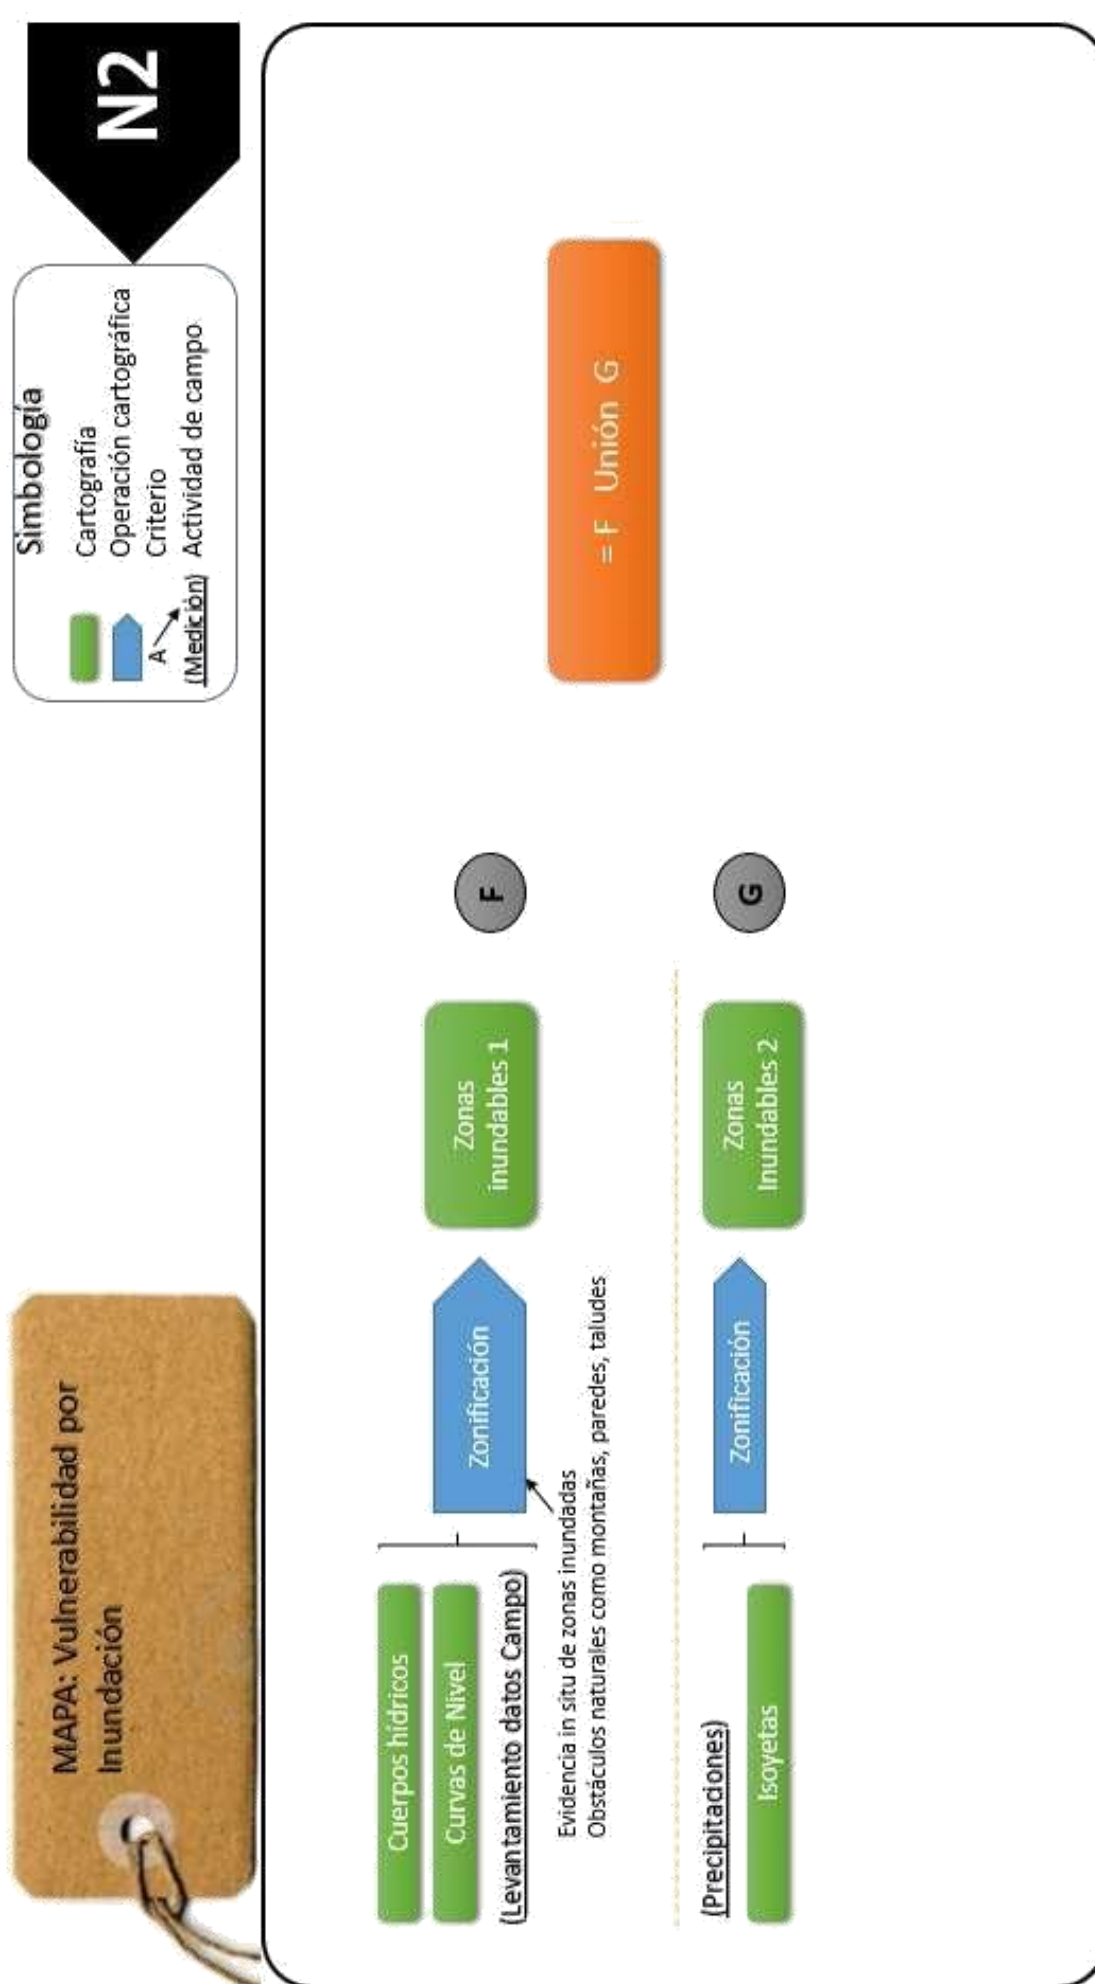 MAPA: Vulnerabilidad por
Inundación
Simbología
Cartografía
Operación cartográfica
A
Criterio
(Medición)
Actividad de campo
N2
Cuerpos hídricos
Curvas de Nivel
(Levantamiento datos Campo)
Zonificación
Evidencia in situ de zonas inundadas
Obstáculos naturales como montañas, paredes, taludes
Zonas
inundables 1
F
= F Unión G
(Precipitaciones)
Isoyetas
Zonificación
Zonas
Inundables 2
G